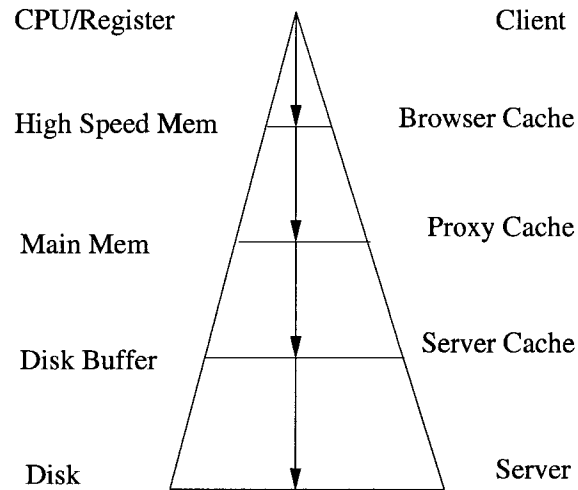 CPU/Register
Client
High Speed Mem
Browser Cache
Main Mem
Proxy Cache
Disk Buffer
Server Cache
Disk
Server